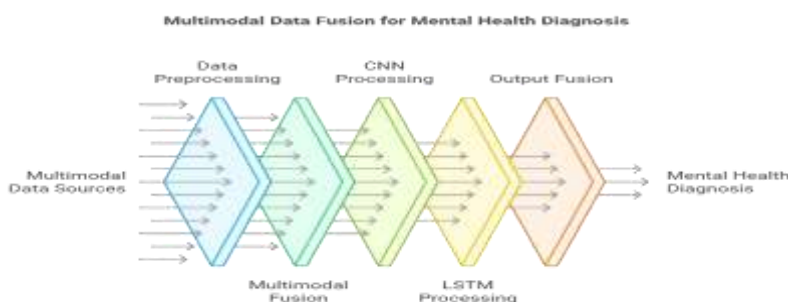 Multimodal Data Fusion for Mental Health Diagnosis
Data
Preprocessing
CNN
Processing
Output Fusion
Multimodal
Data Sources
Mental Health
Diagnosis
Multimodal
Fusion
LSTM
Processing